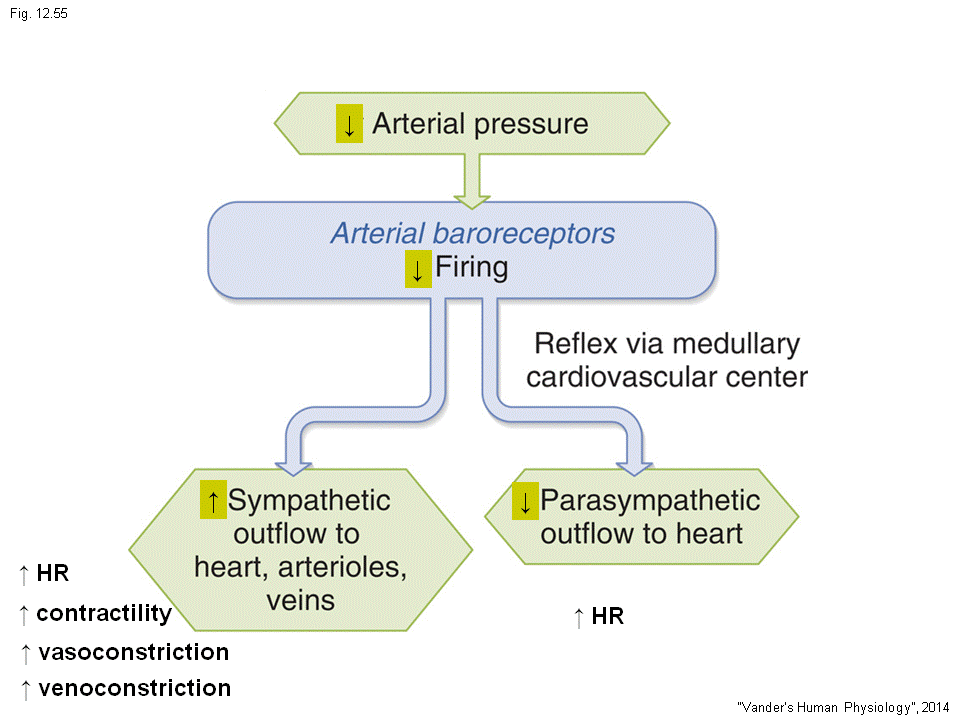 Fig. 12.55
↓ Arterial pressure
Arterial baroreceptors
↓ Firing
Reflex via medullary
cardiovascular center
↑ Sympathetic
outflow to
heart, arterioles,
veins
↓ Parasympathetic
outflow to heart
↑ HR
↑ contractility
↑ vasoconstriction
↑ venoconstriction
↑ HR
"Vander's Human Physiology", 2014